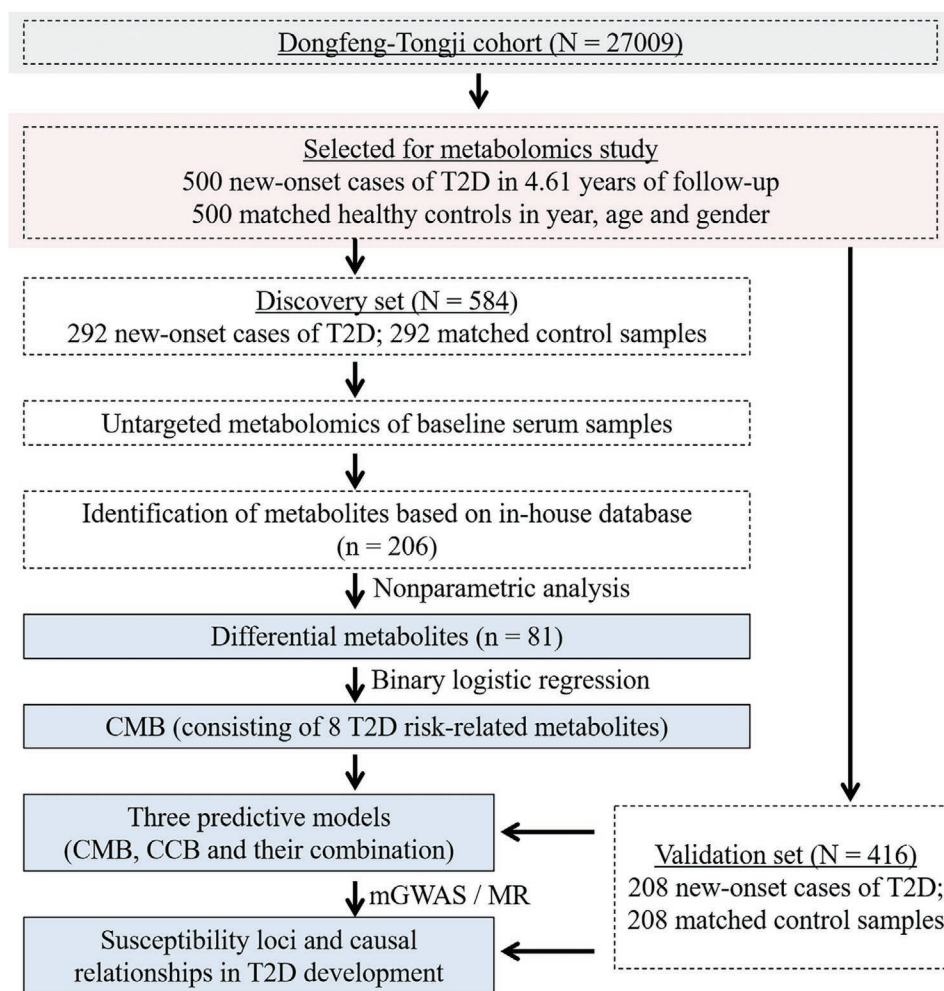 Dongfeng-Tongji cohort (N = 27009)
Selected for metabolomics study
500 new-onset cases of T2D in 4.61 years of follow-up
500 matched healthy controls in year, age and gender
Discovery set (N = 584)
292 new-onset cases of T2D; 292 matched control samples
Untargeted metabolomics of baseline serum samples
Identification of metabolites based on in-house database
(n = 206)
Nonparametric analysis
Differential metabolites (n = 81)
Binary logistic regression
CMB (consisting of 8 T2D risk-related metabolites)
Three predictive models
(CMB, CCB and their combination)
mGWAS / MR
Susceptibility loci and causal
relationships in T2D development
Validation set (N = 416)
208 new-onset cases of T2D;
208 matched control samples